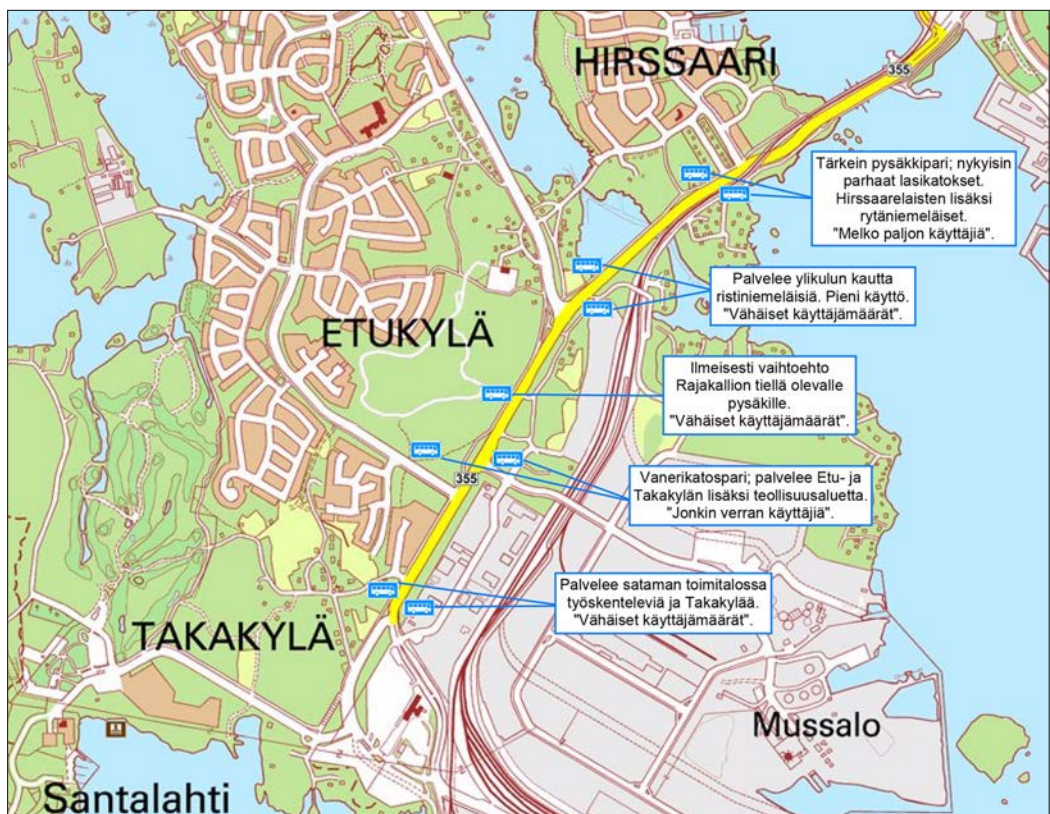 HIRSSAARI
355
Tärkein pysäkkipari; nykyisin
parhaat lasikatokset.
Hirssaarelaisten lisäksi
rytäniemeläiset.
"Melko paljon käyttäjiä".
Palvelee ylikulun kautta
ristiniemeläisiä. Pieni käyttö.
"Vähäiset käyttäjämäärät".
ETUKYLÄ
Ilmeisesti vaihtoehto
Rajakallion tiellä olevalle
pysäkille.
"Vähäiset käyttäjämäärät".
355
Vanerikatospari; palvelee Etu- ja
Takakylän lisäksi teollisuusaluetta.
"Jonkin verran käyttäjiä".
Palvelee sataman toimitalossa
työskenteleviä ja Takakylää.
"Vähäiset käyttäjämäärät".
TAKAKYLÄ
Mussalo
Santalahti